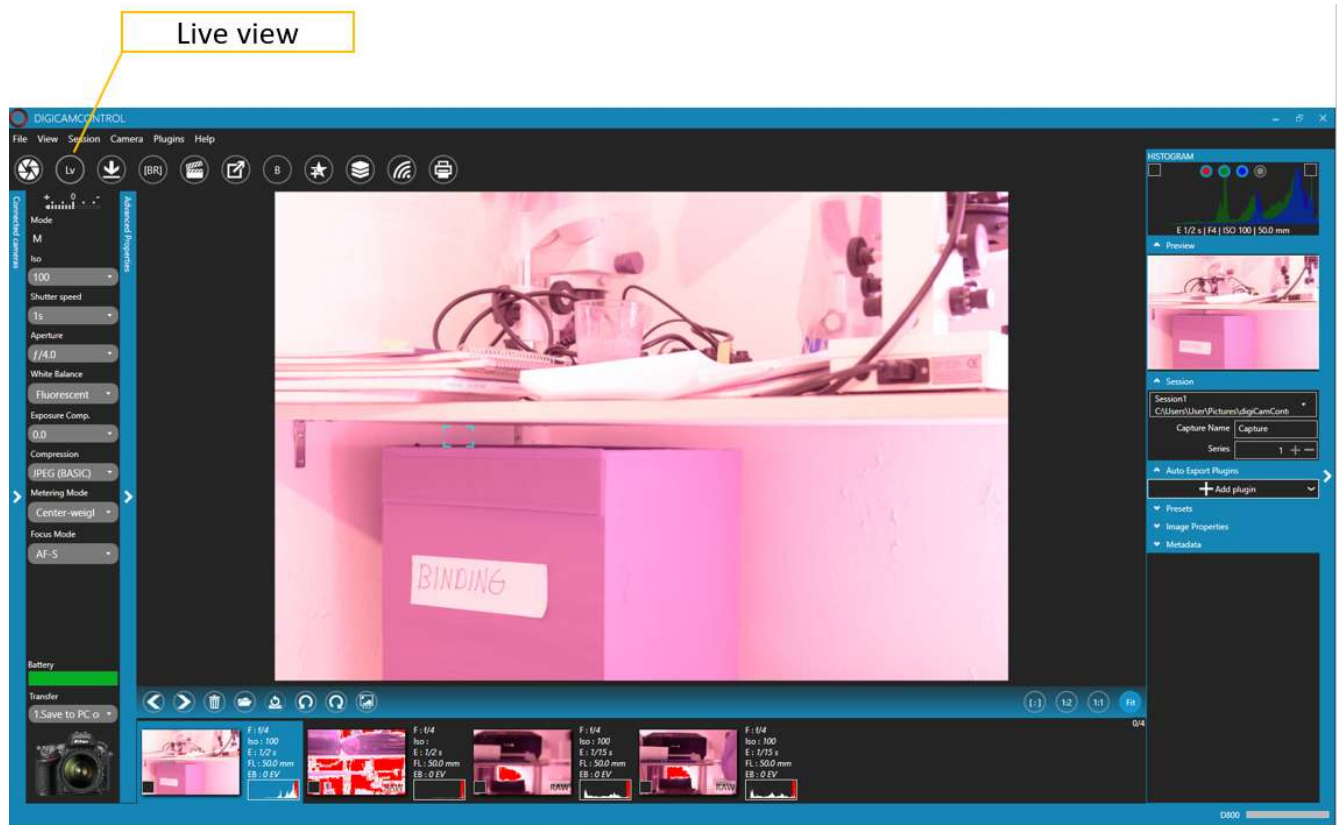 Live view
DIGICAMCONTROL
File View Session Camera Plugins Help
Lv [BR] B
Connected cameras
+ 0 -
Mode
M
Iso
100
Shutter speed
1s
Aperture
ƒ/4.0
White Balance
Fluorescent
Exposure Comp.
0.0
Compression
JPEG (BASIC)
Metering Mode
Center-weigl
Focus Mode
AF-S
Battery
Transfer
1.Save to PC o
Advanced Properties
BINDING
[:] 1:2 1:1 Fit
0/4
F : f/4
Iso : 100
E : 1/2 s
FL : 50.0 mm
EB : 0 EV
RAW
F : f/4
Iso :
E : 1/2 s
FL : 50.0 mm
EB : 0 EV
RAW
F : f/4
Iso : 100
E : 1/15 s
FL : 50.0 mm
EB : 0 EV
RAW
F : f/4
Iso : 100
E : 1/15 s
FL : 50.0 mm
EB : 0 EV
HISTOGRAM
E 1/2 s | F4 | ISO 100 | 50.0 mm
Preview
Session
Session1
C:\Users\User\Pictures\digiCamCont
Capture Name Capture
Series 1
Auto Export Plugins
Add plugin
Presets
Image Properties
Metadata
D800